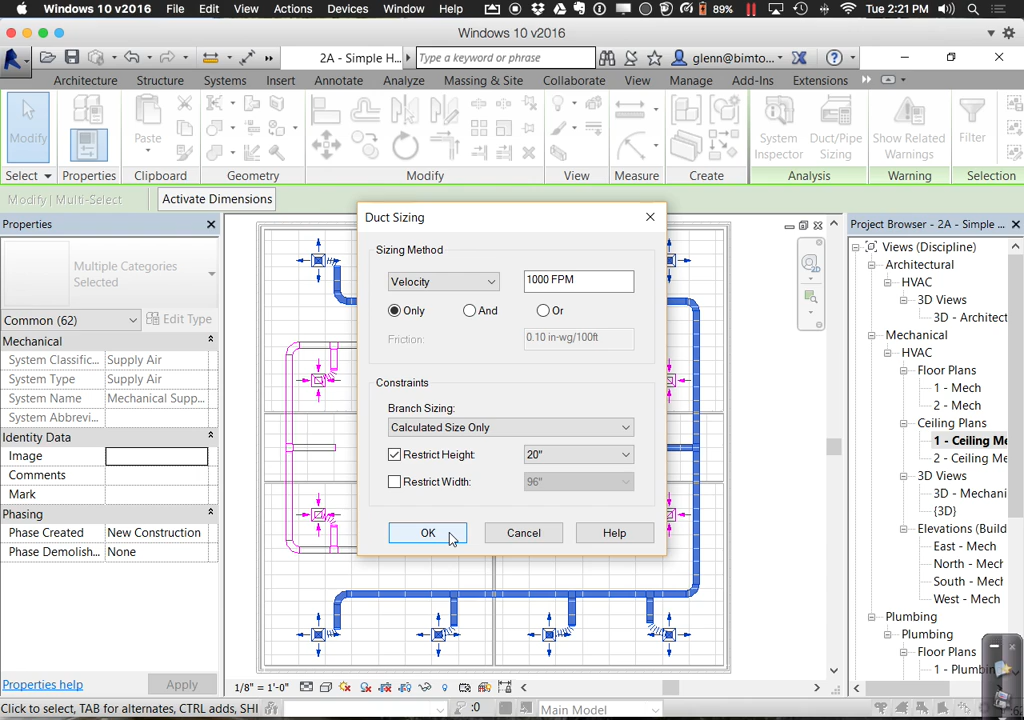 Windows 10 v2016 File Edit View Actions Devices Window Help 89% Tue 2:21 PM
Windows 10 v2016
2A - Simple H... Type a keyword or phrase glenn@bimto...
Architecture Structure Systems Insert Annotate Analyze Massing & Site Collaborate View Manage Add-Ins Extensions
Modify Paste System Inspector Duct/Pipe Sizing Show Related Warnings Filter
Select Properties Clipboard Geometry Modify View Measure Create Analysis Warning Selection
Modify | Multi-Select Activate Dimensions
Properties
Multiple Categories
Selected
Common (62) Edit Type
Mechanical
System Classific... Supply Air
System Type Supply Air
System Name Mechanical Supp...
System Abbrevi...
Identity Data
Image
Comments
Mark
Phasing
Phase Created New Construction
Phase Demolish... None
Properties help Apply
Duct Sizing
Sizing Method
Velocity 1000 FPM
Only And Or
Friction: 0.10 in-wg/100ft
Constraints
Branch Sizing:
Calculated Size Only
Restrict Height: 20"
Restrict Width: 96"
OK Cancel Help
2D
Project Browser - 2A - Simple ...
Views (Discipline)
Architectural
HVAC
3D Views
3D - Architect
Mechanical
HVAC
Floor Plans
1 - Mech
2 - Mech
Ceiling Plans
1 - Ceiling Me
2 - Ceiling Me
3D Views
3D - Mechani
{3D}
Elevations (Build
East - Mech
North - Mech
South - Mech
West - Mech
Plumbing
Plumbing
Floor Plans
1 - Plumbin
1/8" = 1'-0"
Click to select, TAB for alternates, CTRL adds, SHI :0 Main Model